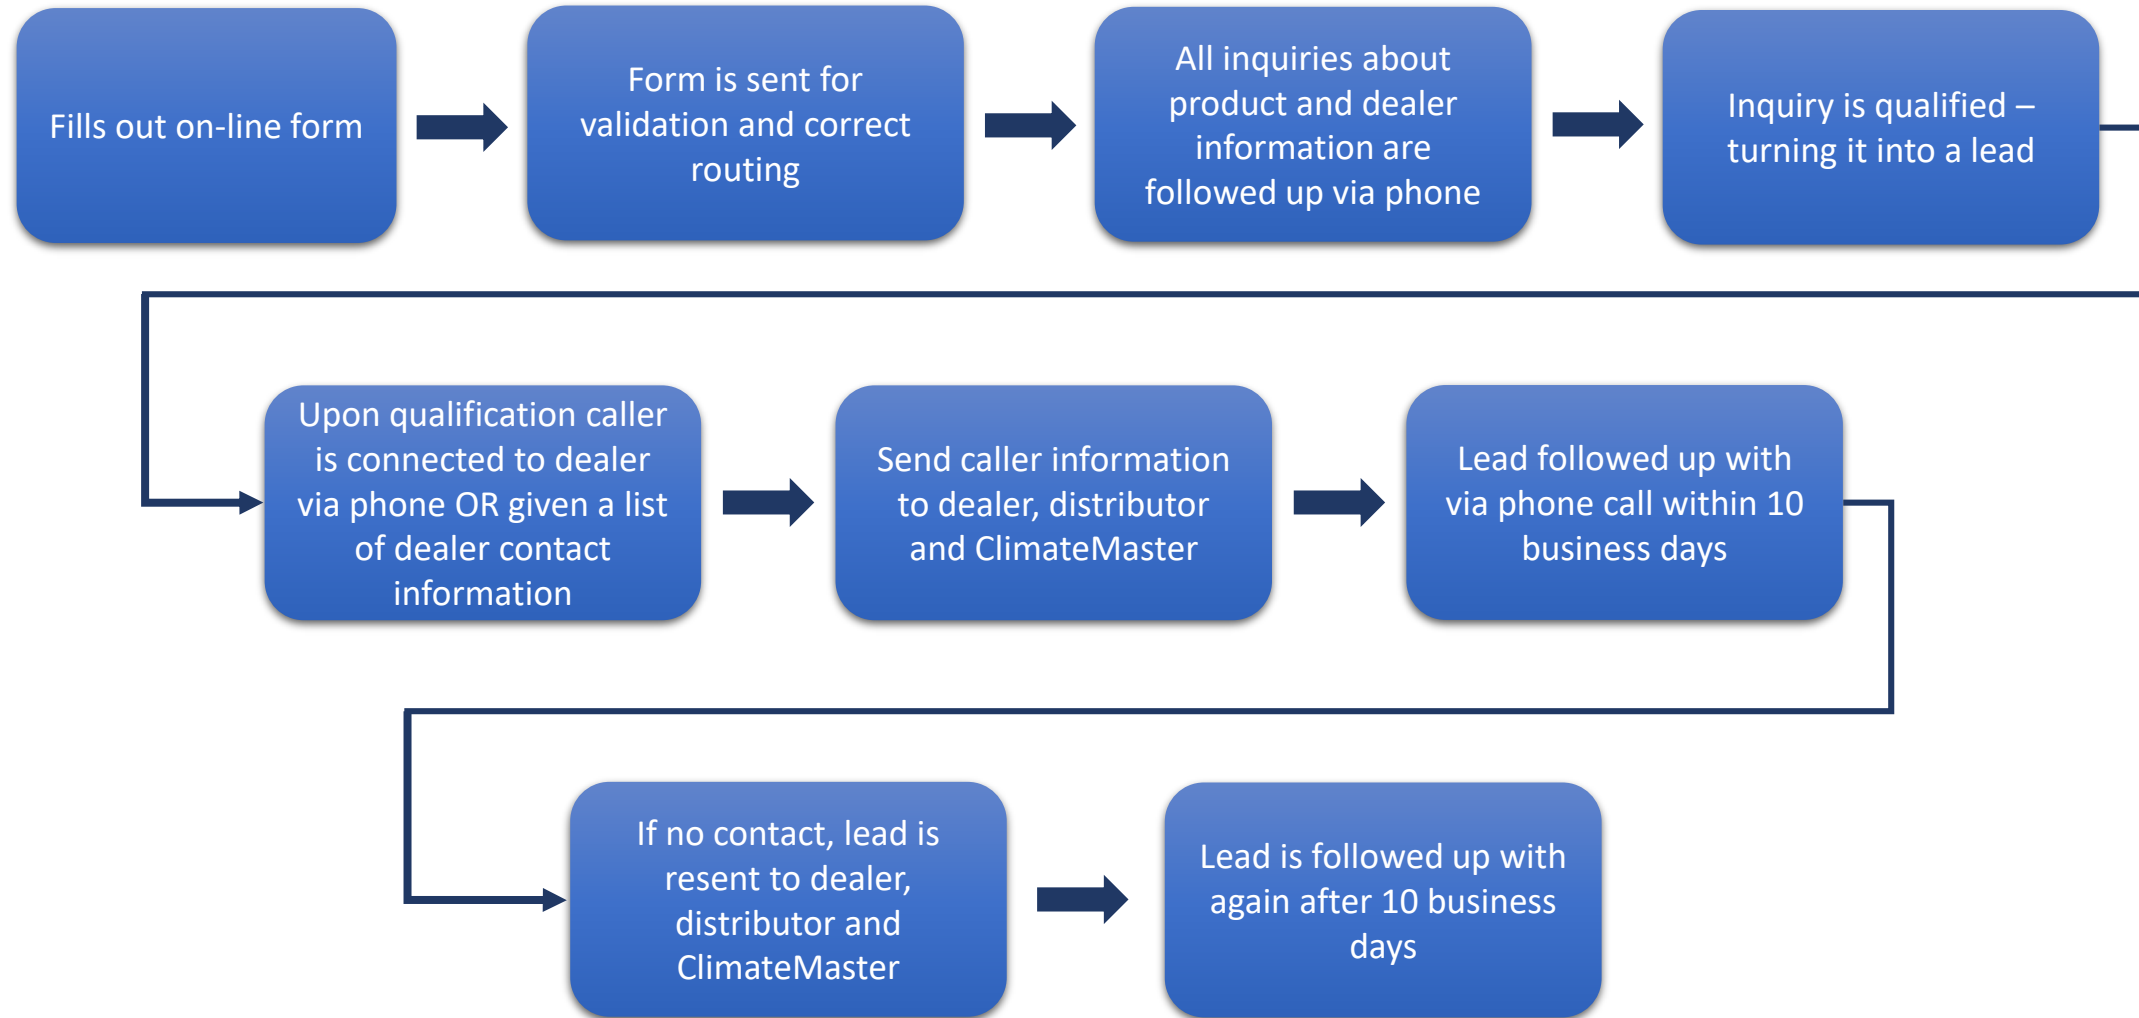 Fills out on-line form
Form is sent for
validation and correct
routing
All inquiries about
product and dealer
information are
followed up via phone
Inquiry is qualified –
turning it into a lead
Upon qualification caller
is connected to dealer
via phone OR given a list
of dealer contact
information
Send caller information
to dealer, distributor
and ClimateMaster
Lead followed up with
via phone call within 10
business days
If no contact, lead is
resent to dealer,
distributor and
ClimateMaster
Lead is followed up with
again after 10 business
days